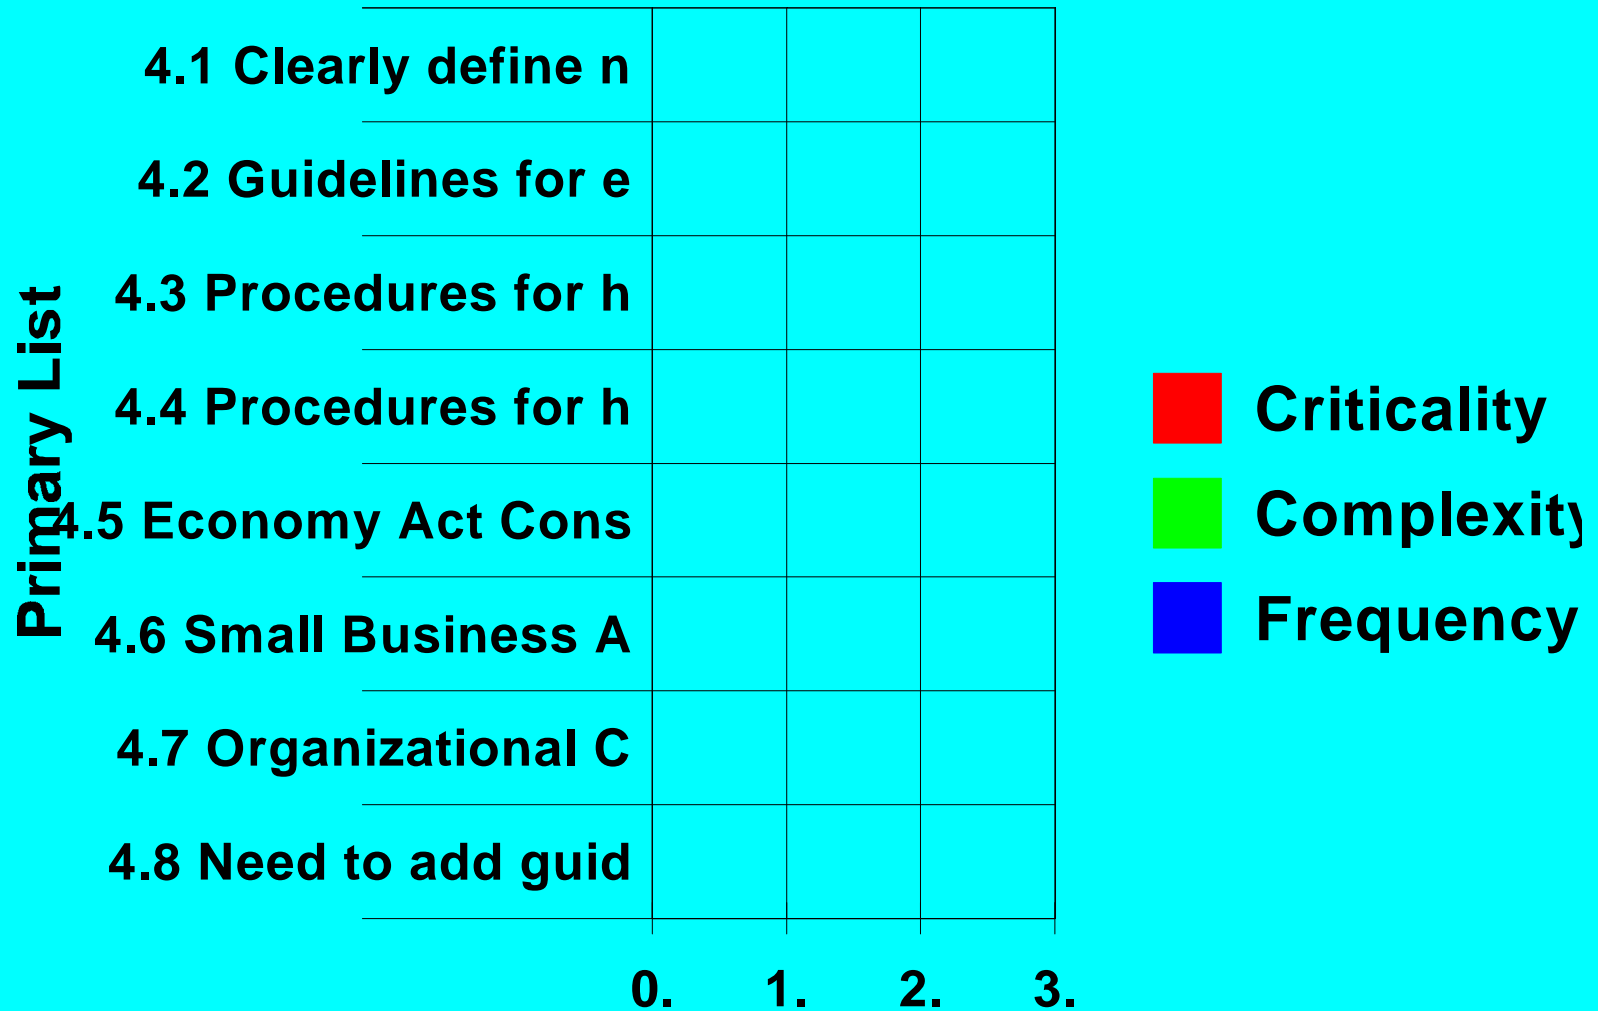 Primary List
4.1 Clearly define n
4.2 Guidelines for e
4.3 Procedures for h
4.4 Procedures for h
4.5 Economy Act Cons
4.6 Small Business A
4.7 Organizational C
4.8 Need to add guid
0. 1. 2. 3.
Criticality
Complexity
Frequency